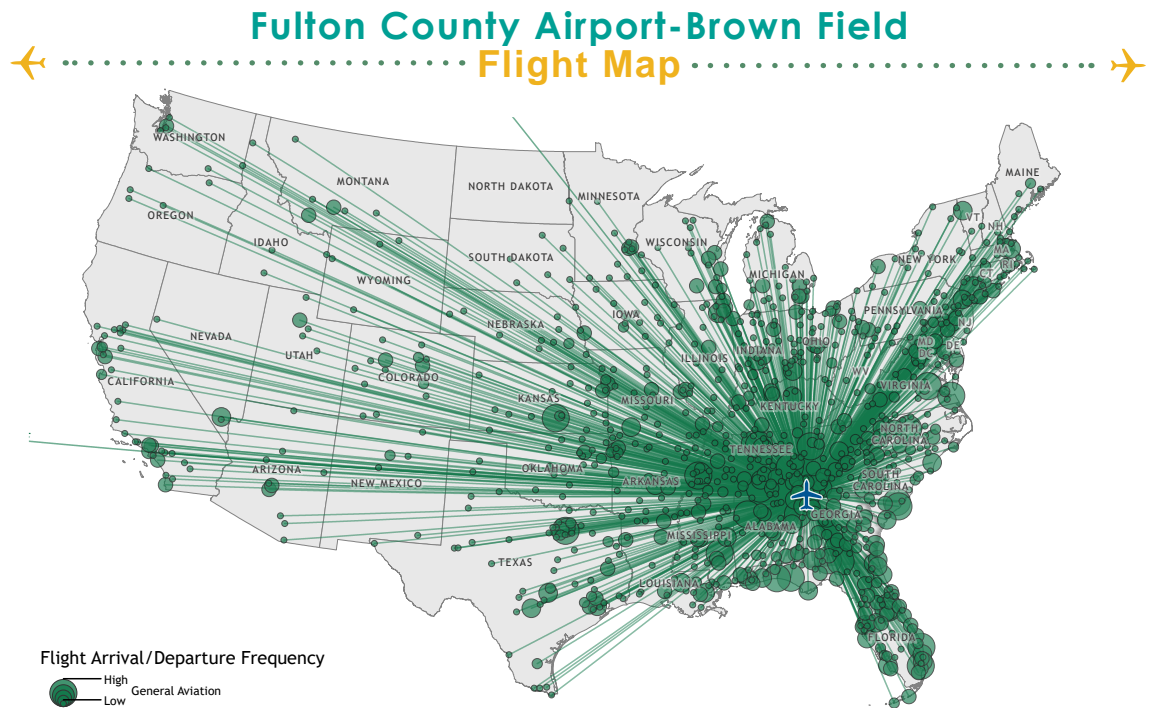 Fulton County Airport-Brown Field
Flight Map
WASHINGTON
MONTANA
NORTH DAKOTA
MINNESOTA
MAINE
OREGON
IDAHO
WYOMING
SOUTH DAKOTA
WISCONSIN
MICHIGAN
NEW YORK
VT
NH
MA
RI
CT
NEVADA
UTAH
COLORADO
NEBRASKA
IOWA
ILLINOIS
INDIANA
OHIO
PENNSYLVANIA
NJ
MD
DE
DC
CALIFORNIA
KANSAS
MISSOURI
KENTUCKY
WV
VIRGINIA
ARIZONA
NEW MEXICO
OKLAHOMA
ARKANSAS
TENNESSEE
NORTH
CAROLINA
SOUTH
CAROLINA
TEXAS
LOUISIANA
MISSISSIPPI
ALABAMA
GEORGIA
FLORIDA
Flight Arrival/Departure Frequency
High
General Aviation
Low